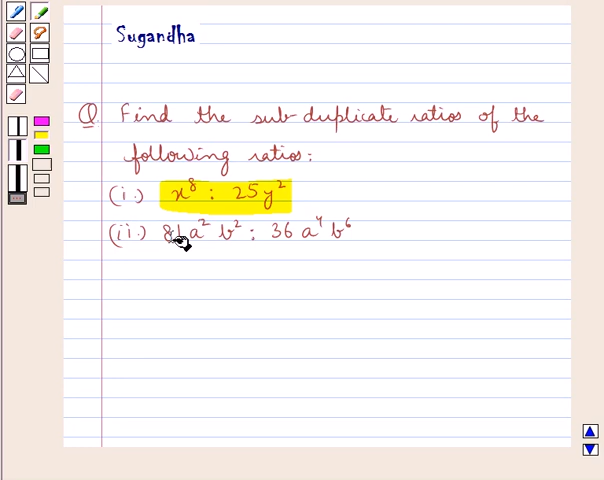 Sugandha
Q Find the sub-duplicate ratios of the
following ratios:
(i.) x⁸ : 25y²
(ii.) 81a² b² : 36 a⁴ b⁶